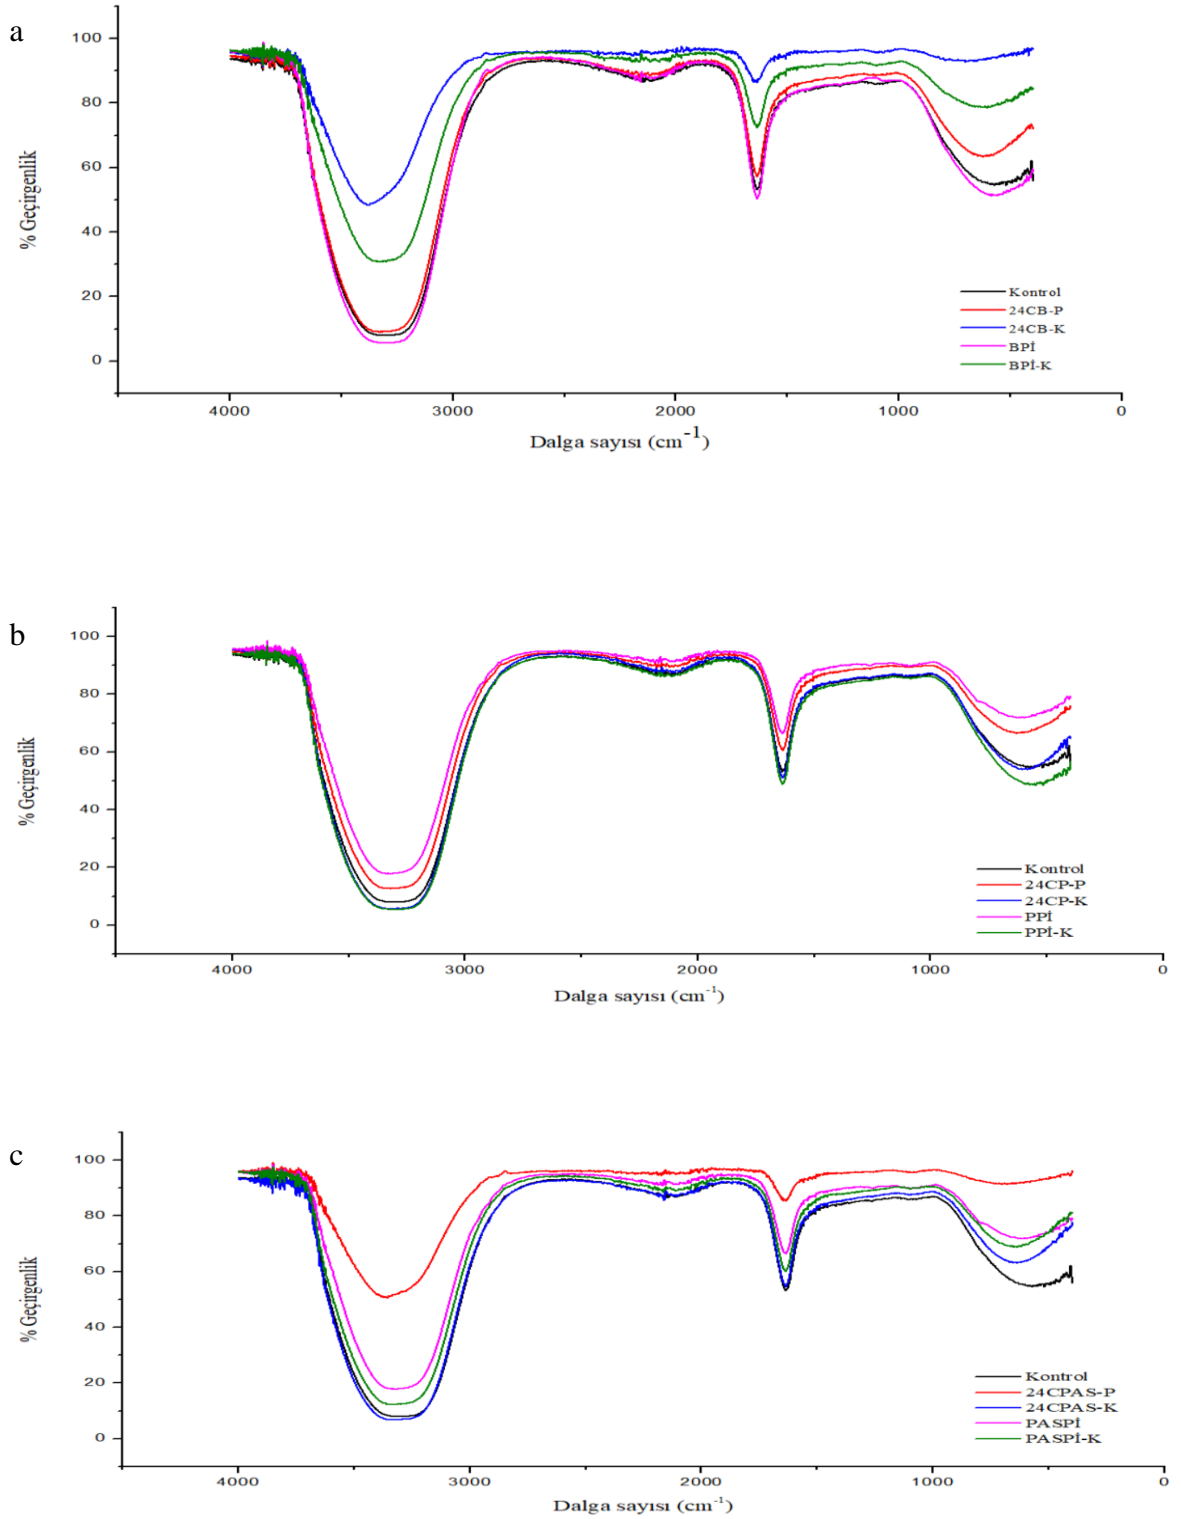 a
100
80
60
40
20
0
% Geçirgenlik
Kontrol
24CB-P
24CB-K
BPİ
BPİ-K
4000 3000 2000 1000 0
Dalga sayısı (cm-1)
b
100
80
60
40
20
0
% Geçirgenlik
Kontrol
24CP-P
24CP-K
PPİ
PPİ-K
4000 3000 2000 1000 0
Dalga sayısı (cm-1)
c
100
80
60
40
20
0
% Geçirgenlik
Kontrol
24CPAS-P
24CPAS-K
PASPİ
PASPİ-K
4000 3000 2000 1000 0
Dalga sayısı (cm-1)